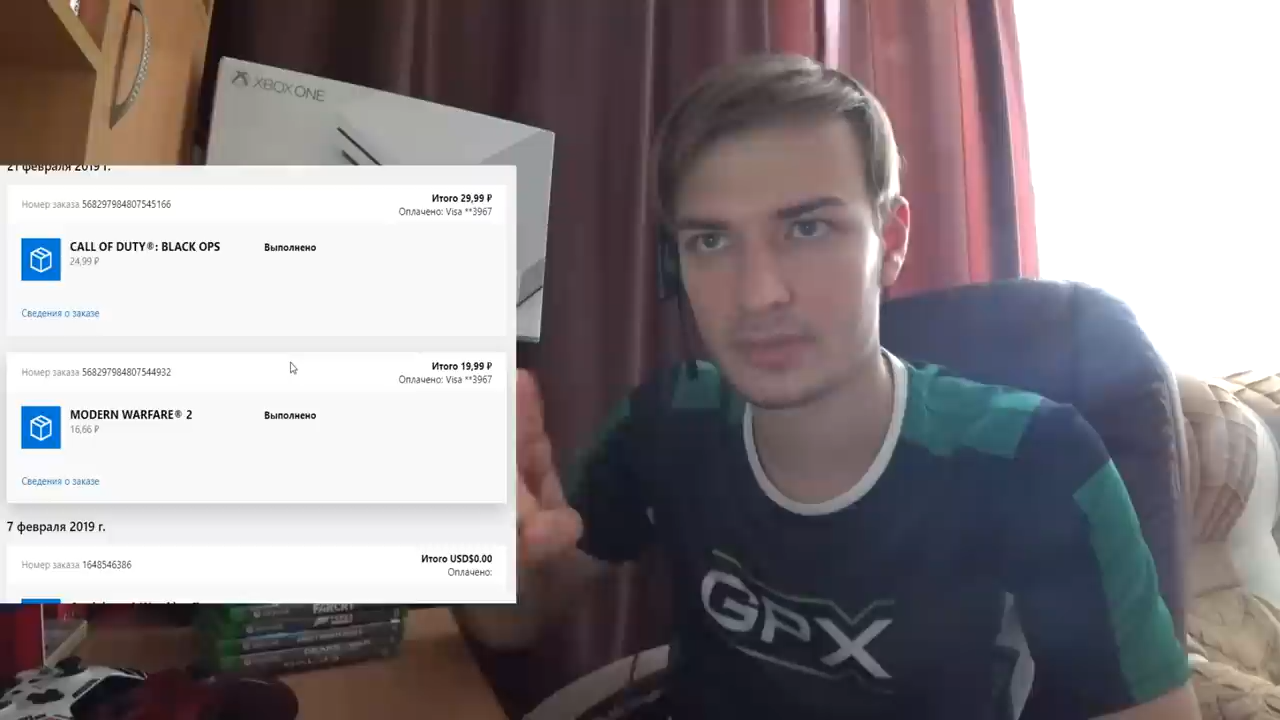 XBOX ONE
21 февраля 2019 г.
Номер заказа 568297984807545166
Итого 29,99 ₽
Оплачено: Visa **3967
CALL OF DUTY®: BLACK OPS
Выполнено
24,99 ₽
Сведения о заказе
Номер заказа 568297984807544932
Итого 19,99 ₽
Оплачено: Visa **3967
MODERN WARFARE® 2
Выполнено
16,66 ₽
Сведения о заказе
7 февраля 2019 г.
Номер заказа 1648546386
Итого USD$0.00
Оплачено:
GPX
FARCRY